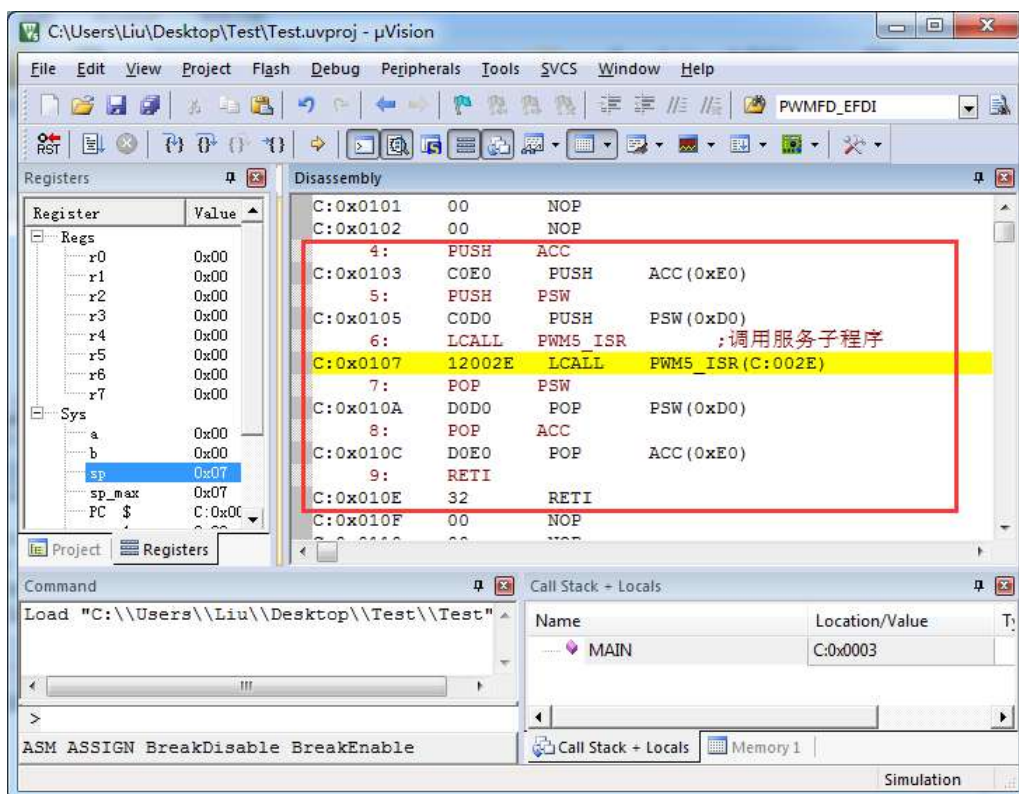 C:\Users\Liu\Desktop\Test\Test.uvproj - µVision
File Edit View Project Flash Debug Peripherals Tools SVCS Window Help
PWMFD_EFDI
RST
Registers
Disassembly
Register Value
Regs
r0 0x00
r1 0x00
r2 0x00
r3 0x00
r4 0x00
r5 0x00
r6 0x00
r7 0x00
Sys
a 0x00
b 0x00
sp 0x07
sp_max 0x07
PC $ C:0x00
Project Registers
C:0x0101 00 NOP
C:0x0102 00 NOP
4: PUSH ACC
C:0x0103 C0E0 PUSH ACC(0xE0)
5: PUSH PSW
C:0x0105 C0D0 PUSH PSW(0xD0)
6: LCALL PWM5_ISR ;调用服务子程序
C:0x0107 12002E LCALL PWM5_ISR(C:002E)
7: POP PSW
C:0x010A D0D0 POP PSW(0xD0)
8: POP ACC
C:0x010C D0E0 POP ACC(0xE0)
9: RETI
C:0x010E 32 RETI
C:0x010F 00 NOP
Command
Load "C:\\Users\\Liu\\Desktop\\Test\\Test"
>
ASM ASSIGN BreakDisable BreakEnable
Call Stack + Locals
Name Location/Value
MAIN C:0x0003
Call Stack + Locals Memory 1
Simulation